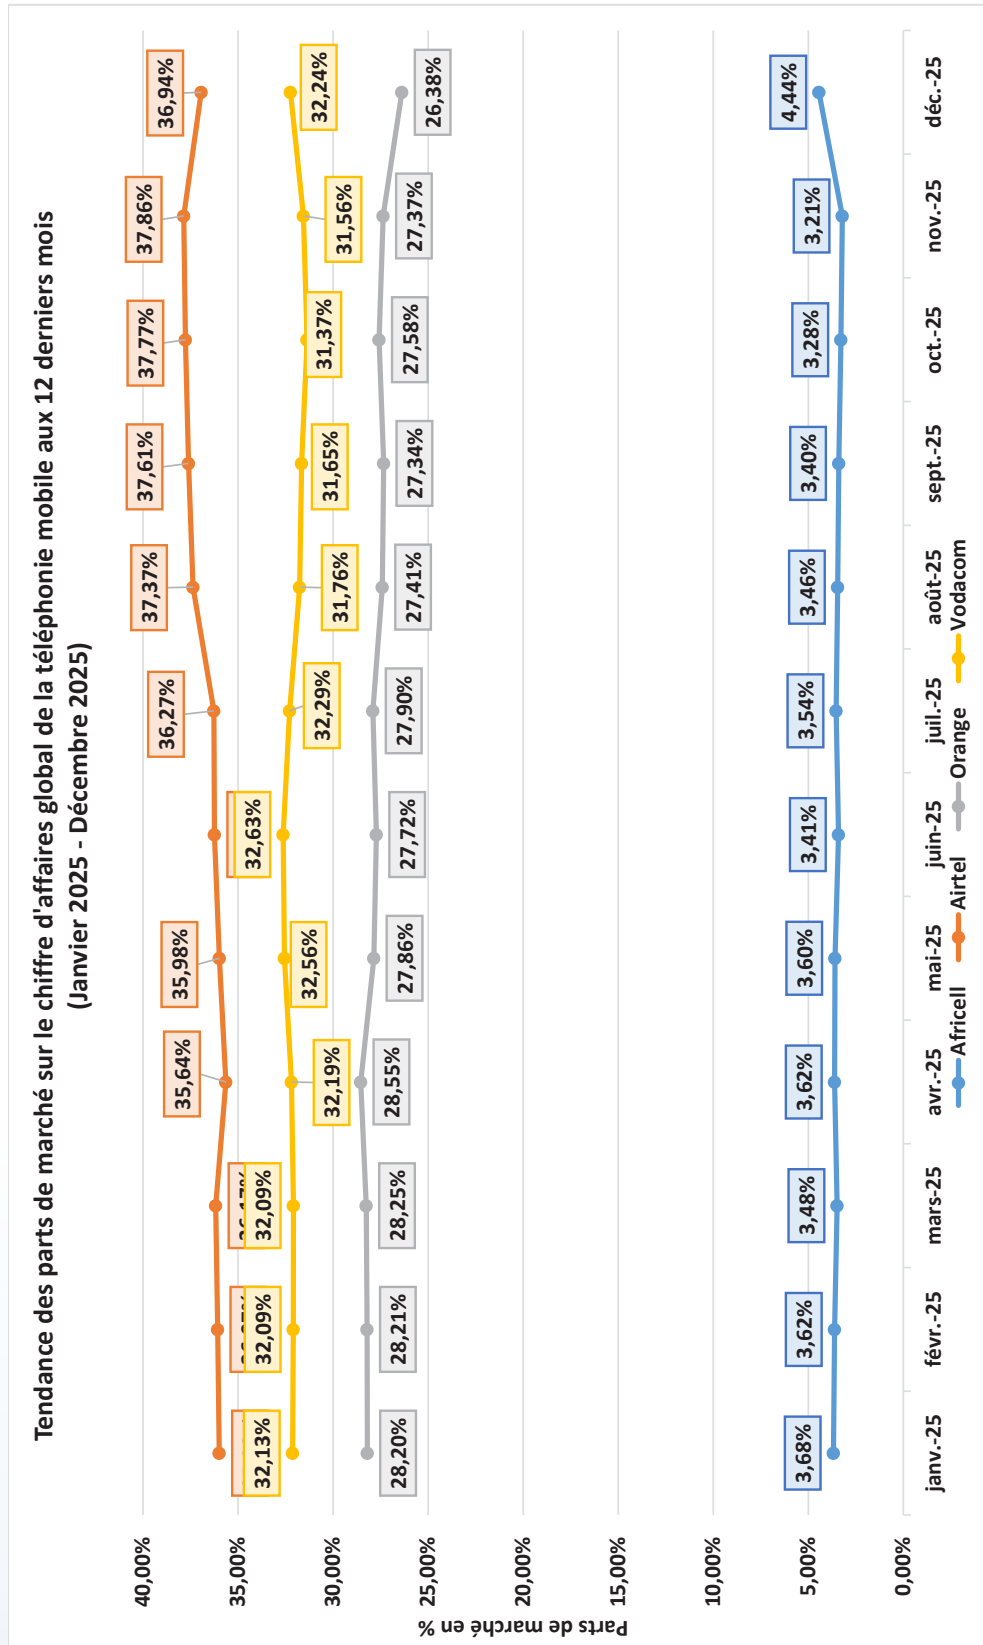 Tendance des parts de marché sur le chiffre d'affaires global de la téléphonie mobile aux 12 derniers mois
(Janvier 2025 - Décembre 2025)
Parts de marché en %
40,00%
35,00%
30,00%
25,00%
20,00%
15,00%
10,00%
5,00%
0,00%
35,64%
35,98%
36,27%
37,37%
37,61%
37,77%
37,86%
36,94%
32,13%
32,09%
32,09%
32,19%
32,56%
32,63%
32,29%
31,76%
31,65%
31,37%
31,56%
32,24%
28,20%
28,21%
28,25%
28,55%
27,86%
27,72%
27,90%
27,41%
27,34%
27,58%
27,37%
26,38%
3,68%
3,62%
3,48%
3,62%
3,60%
3,41%
3,54%
3,46%
3,40%
3,28%
3,21%
4,44%
janv.-25
févr.-25
mars-25
avr.-25
mai-25
juin-25
juil.-25
août-25
sept.-25
oct.-25
nov.-25
déc.-25
Africell
Airtel
Orange
Vodacom